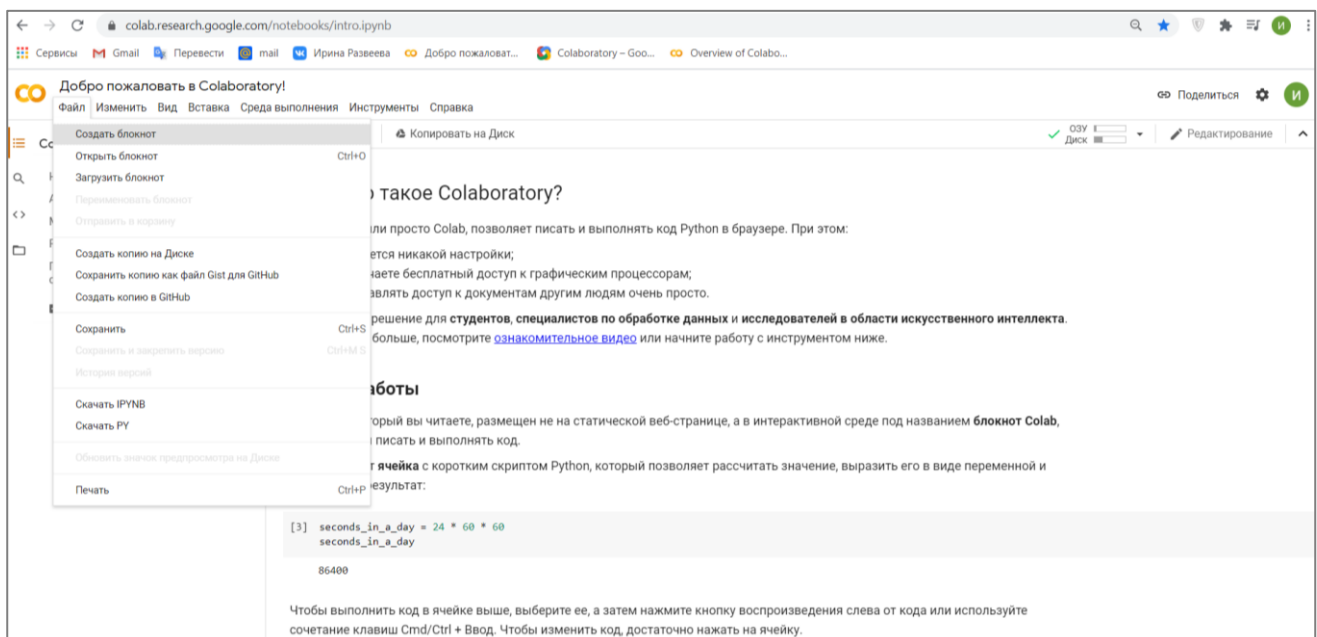 colab.research.google.com/notebooks/intro.ipynb
И
Сервисы Gmail Перевести mail Ирина Развеева Добро пожаловат... Colaboratory – Goo... Overview of Colabo...
Добро пожаловать в Colaboratory!
Файл Изменить Вид Вставка Среда выполнения Инструменты Справка
Поделиться И
Создать блокнот
Копировать на Диск
ОЗУ
Диск
Редактирование
Открыть блокнот Ctrl+O
Загрузить блокнот
Переименовать блокнот
Отправить в корзину
Создать копию на Диске
Сохранить копию как файл Gist для GitHub
Создать копию в GitHub
Сохранить Ctrl+S
Сохранить и закрепить версию Ctrl+M S
История версий
Скачать IPYNB
Скачать PY
Обновить значок предпросмотра на Диске
Печать Ctrl+P
такое Colaboratory?
ли просто Colab, позволяет писать и выполнять код Python в браузере. При этом:
ется никакой настройки;
чаете бесплатный доступ к графическим процессорам;
авлять доступ к документам другим людям очень просто.
решение для студентов, специалистов по обработке данных и исследователей в области искусственного интеллекта.
больше, посмотрите ознакомительное видео или начните работу с инструментом ниже.
аботы
орый вы читаете, размещен не на статической веб-странице, а в интерактивной среде под названием блокнот Colab,
писать и выполнять код.
т ячейка с коротким скриптом Python, который позволяет рассчитать значение, выразить его в виде переменной и
езультат:
[3] seconds_in_a_day = 24 * 60 * 60
seconds_in_a_day
86400
Чтобы выполнить код в ячейке выше, выберите ее, а затем нажмите кнопку воспроизведения слева от кода или используйте
сочетание клавиш Cmd/Ctrl + Ввод. Чтобы изменить код, достаточно нажать на ячейку.